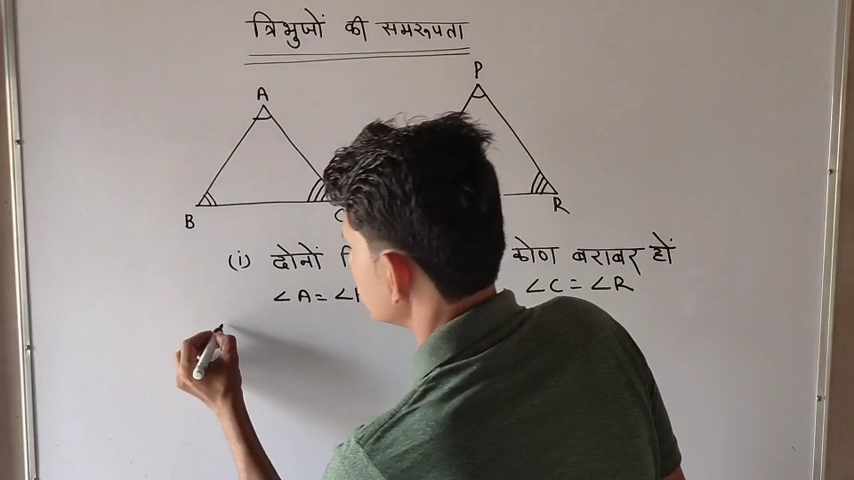 त्रिभुजों की समरूपता
A
P
B
C
R
(i) दोनों कोण बराबर हों
∠A = ∠ ∠C = ∠R